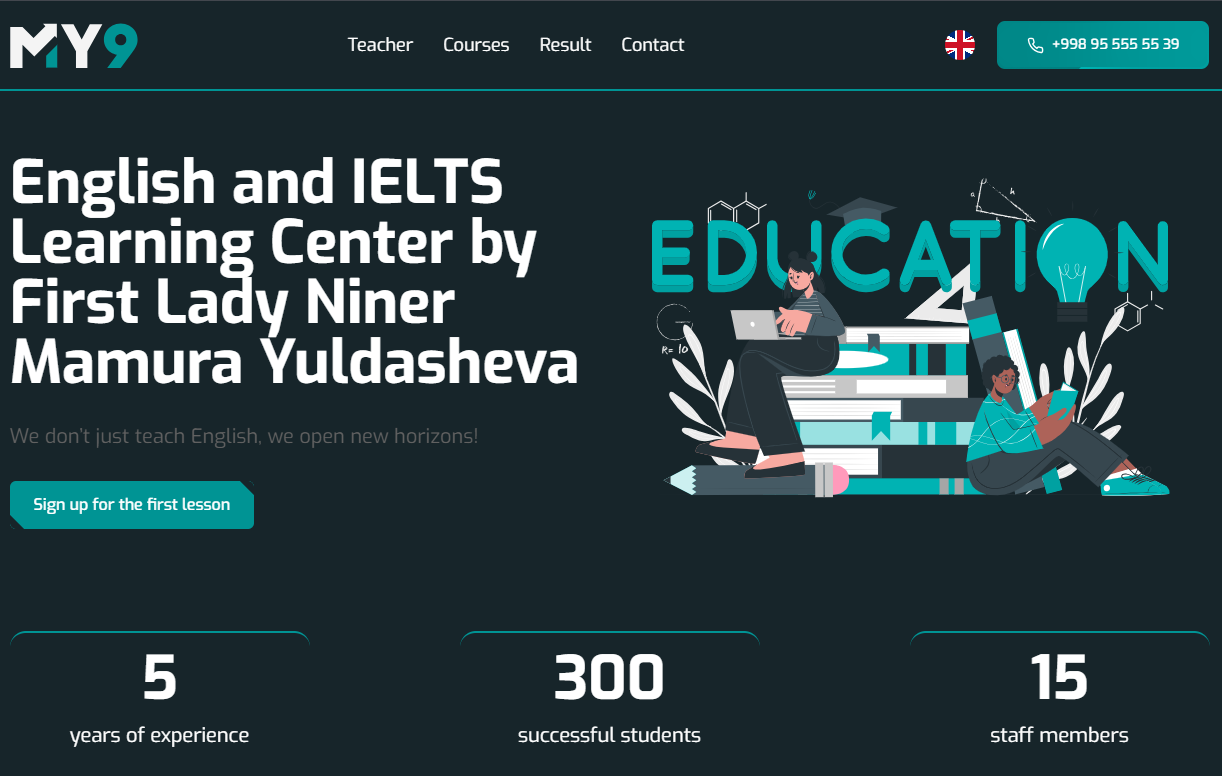 MY9
Teacher Courses Result Contact
+998 95 555 55 39
English and IELTS
Learning Center by
First Lady Niner
Mamura Yuldasheva
We don't just teach English, we open new horizons!
Sign up for the first lesson
a h
b
EDUCATION
R= 10
5
years of experience
300
successful students
15
staff members